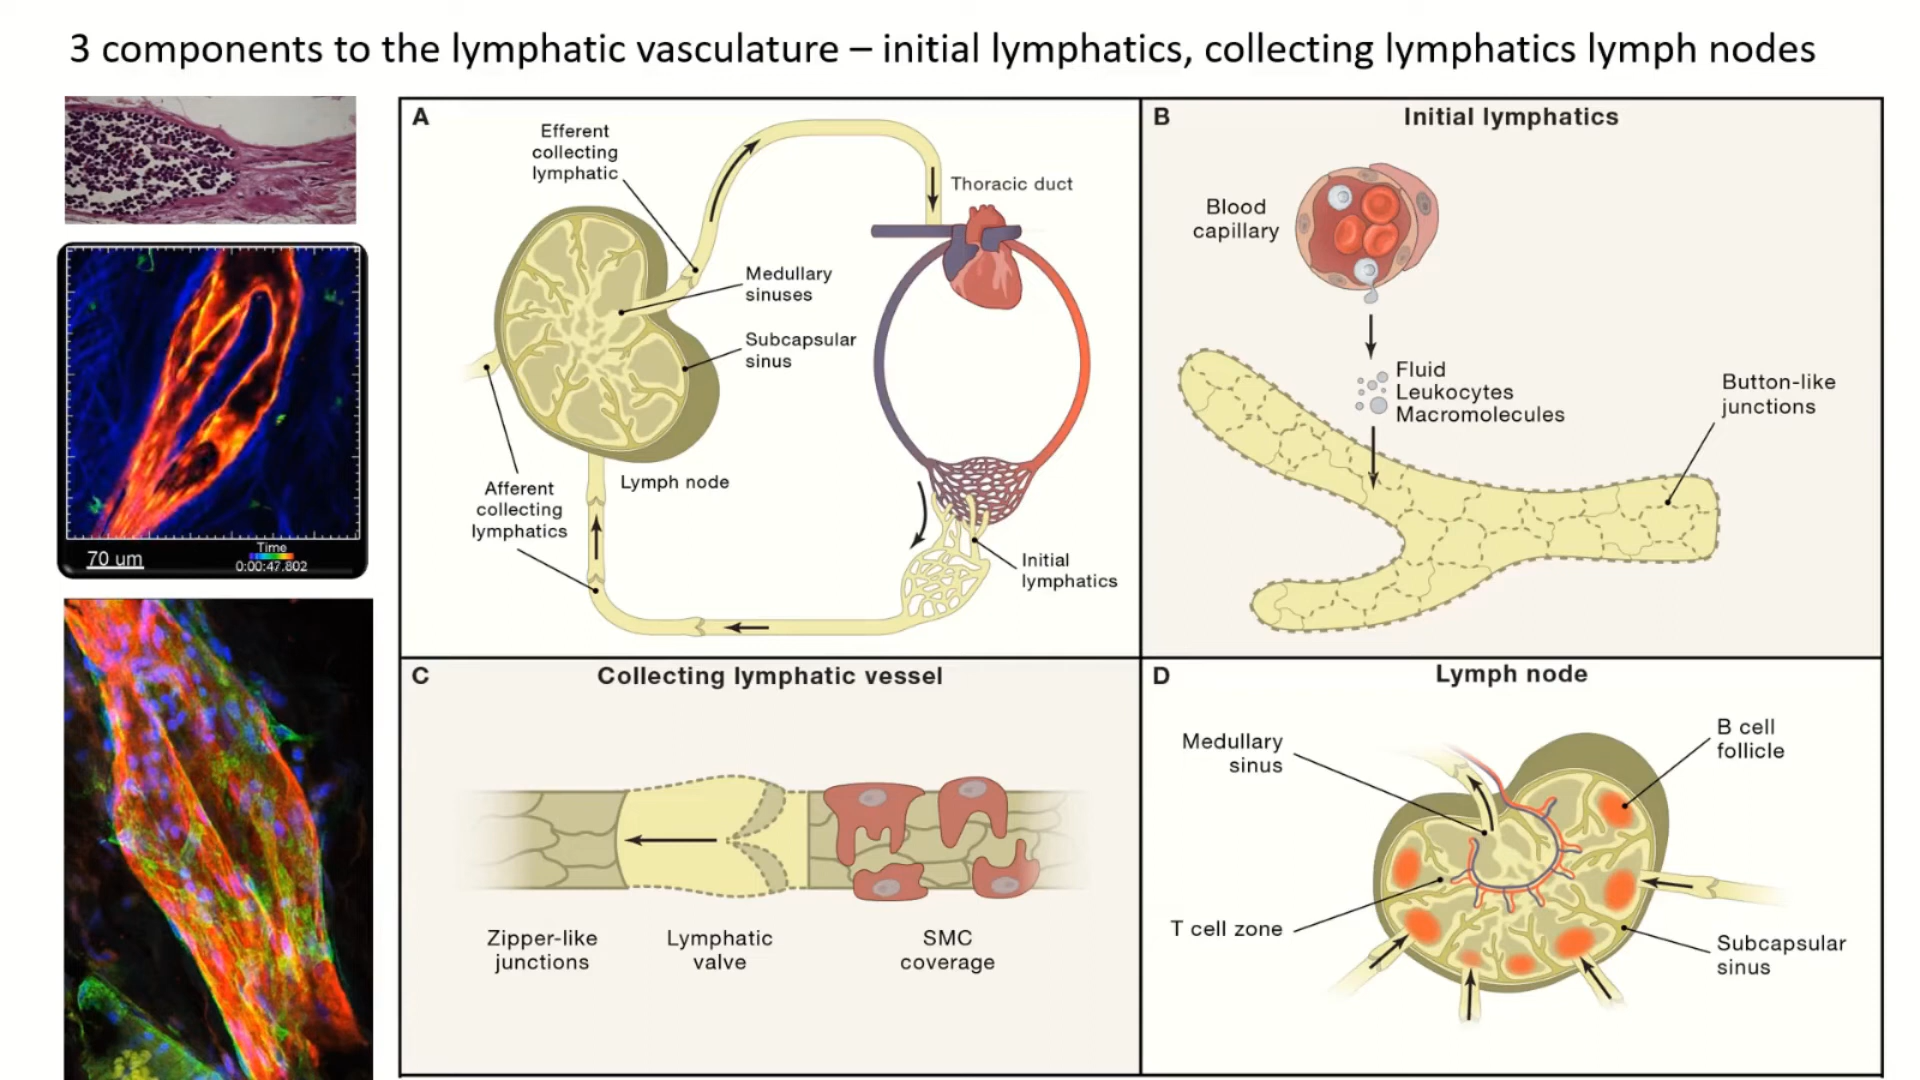 3 components to the lymphatic vasculature – initial lymphatics, collecting lymphatics lymph nodes
70 um
Time
0:00:47.802
A
Efferent
collecting
lymphatic
Thoracic duct
Medullary
sinuses
Subcapsular
sinus
Lymph node
Afferent
collecting
lymphatics
Initial
lymphatics
B
Initial lymphatics
Blood
capillary
Fluid
Leukocytes
Macromolecules
Button-like
junctions
C
Collecting lymphatic vessel
Zipper-like
junctions
Lymphatic
valve
SMC
coverage
D
Lymph node
Medullary
sinus
B cell
follicle
T cell zone
Subcapsular
sinus